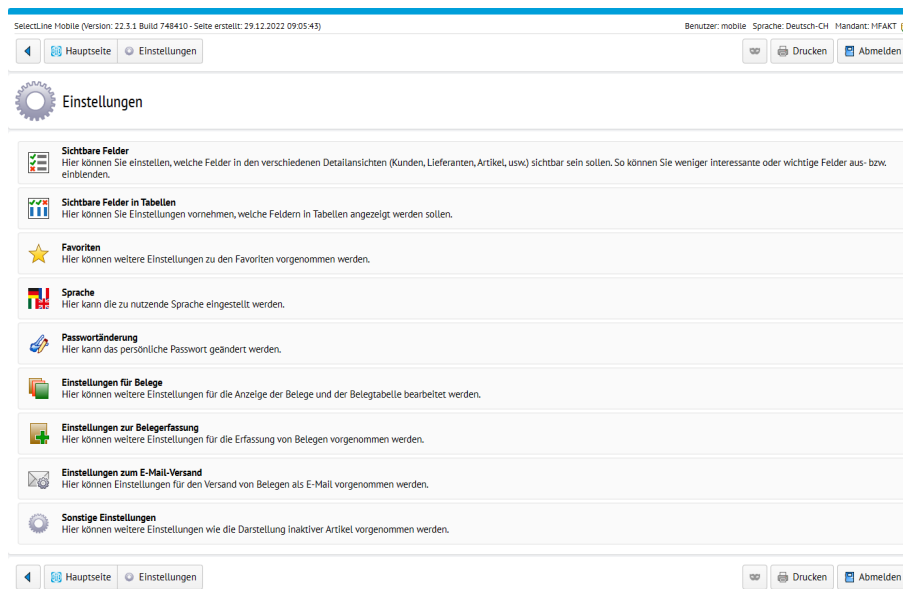 SelectLine Mobile (Version: 22.3.1 Build 748410 - Seite erstellt: 29.12.2022 09:05:43)
Benutzer: mobile Sprache: Deutsch-CH Mandant: MFAKT
Hauptseite
Einstellungen
Drucken
Abmelden
Einstellungen
Sichtbare Felder
Hier können Sie einstellen, welche Felder in den verschiedenen Detailansichten (Kunden, Lieferanten, Artikel, usw.) sichtbar sein sollen. So können Sie weniger interessante oder wichtige Felder aus- bzw.
einblenden.
Sichtbare Felder in Tabellen
Hier können Sie Einstellungen vornehmen, welche Feldern in Tabellen angezeigt werden sollen.
Favoriten
Hier können weitere Einstellungen zu den Favoriten vorgenommen werden.
Sprache
Hier kann die zu nutzende Sprache eingestellt werden.
Passwortänderung
Hier kann das persönliche Passwort geändert werden.
Einstellungen für Belege
Hier können weitere Einstellungen für die Anzeige der Belege und der Belegtabelle bearbeitet werden.
Einstellungen zur Belegerfassung
Hier können weitere Einstellungen für die Erfassung von Belegen vorgenommen werden.
Einstellungen zum E-Mail-Versand
Hier können Einstellungen für den Versand von Belegen als E-Mail vorgenommen werden.
Sonstige Einstellungen
Hier können weitere Einstellungen wie die Darstellung inaktiver Artikel vorgenommen werden.
Hauptseite
Einstellungen
Drucken
Abmelden